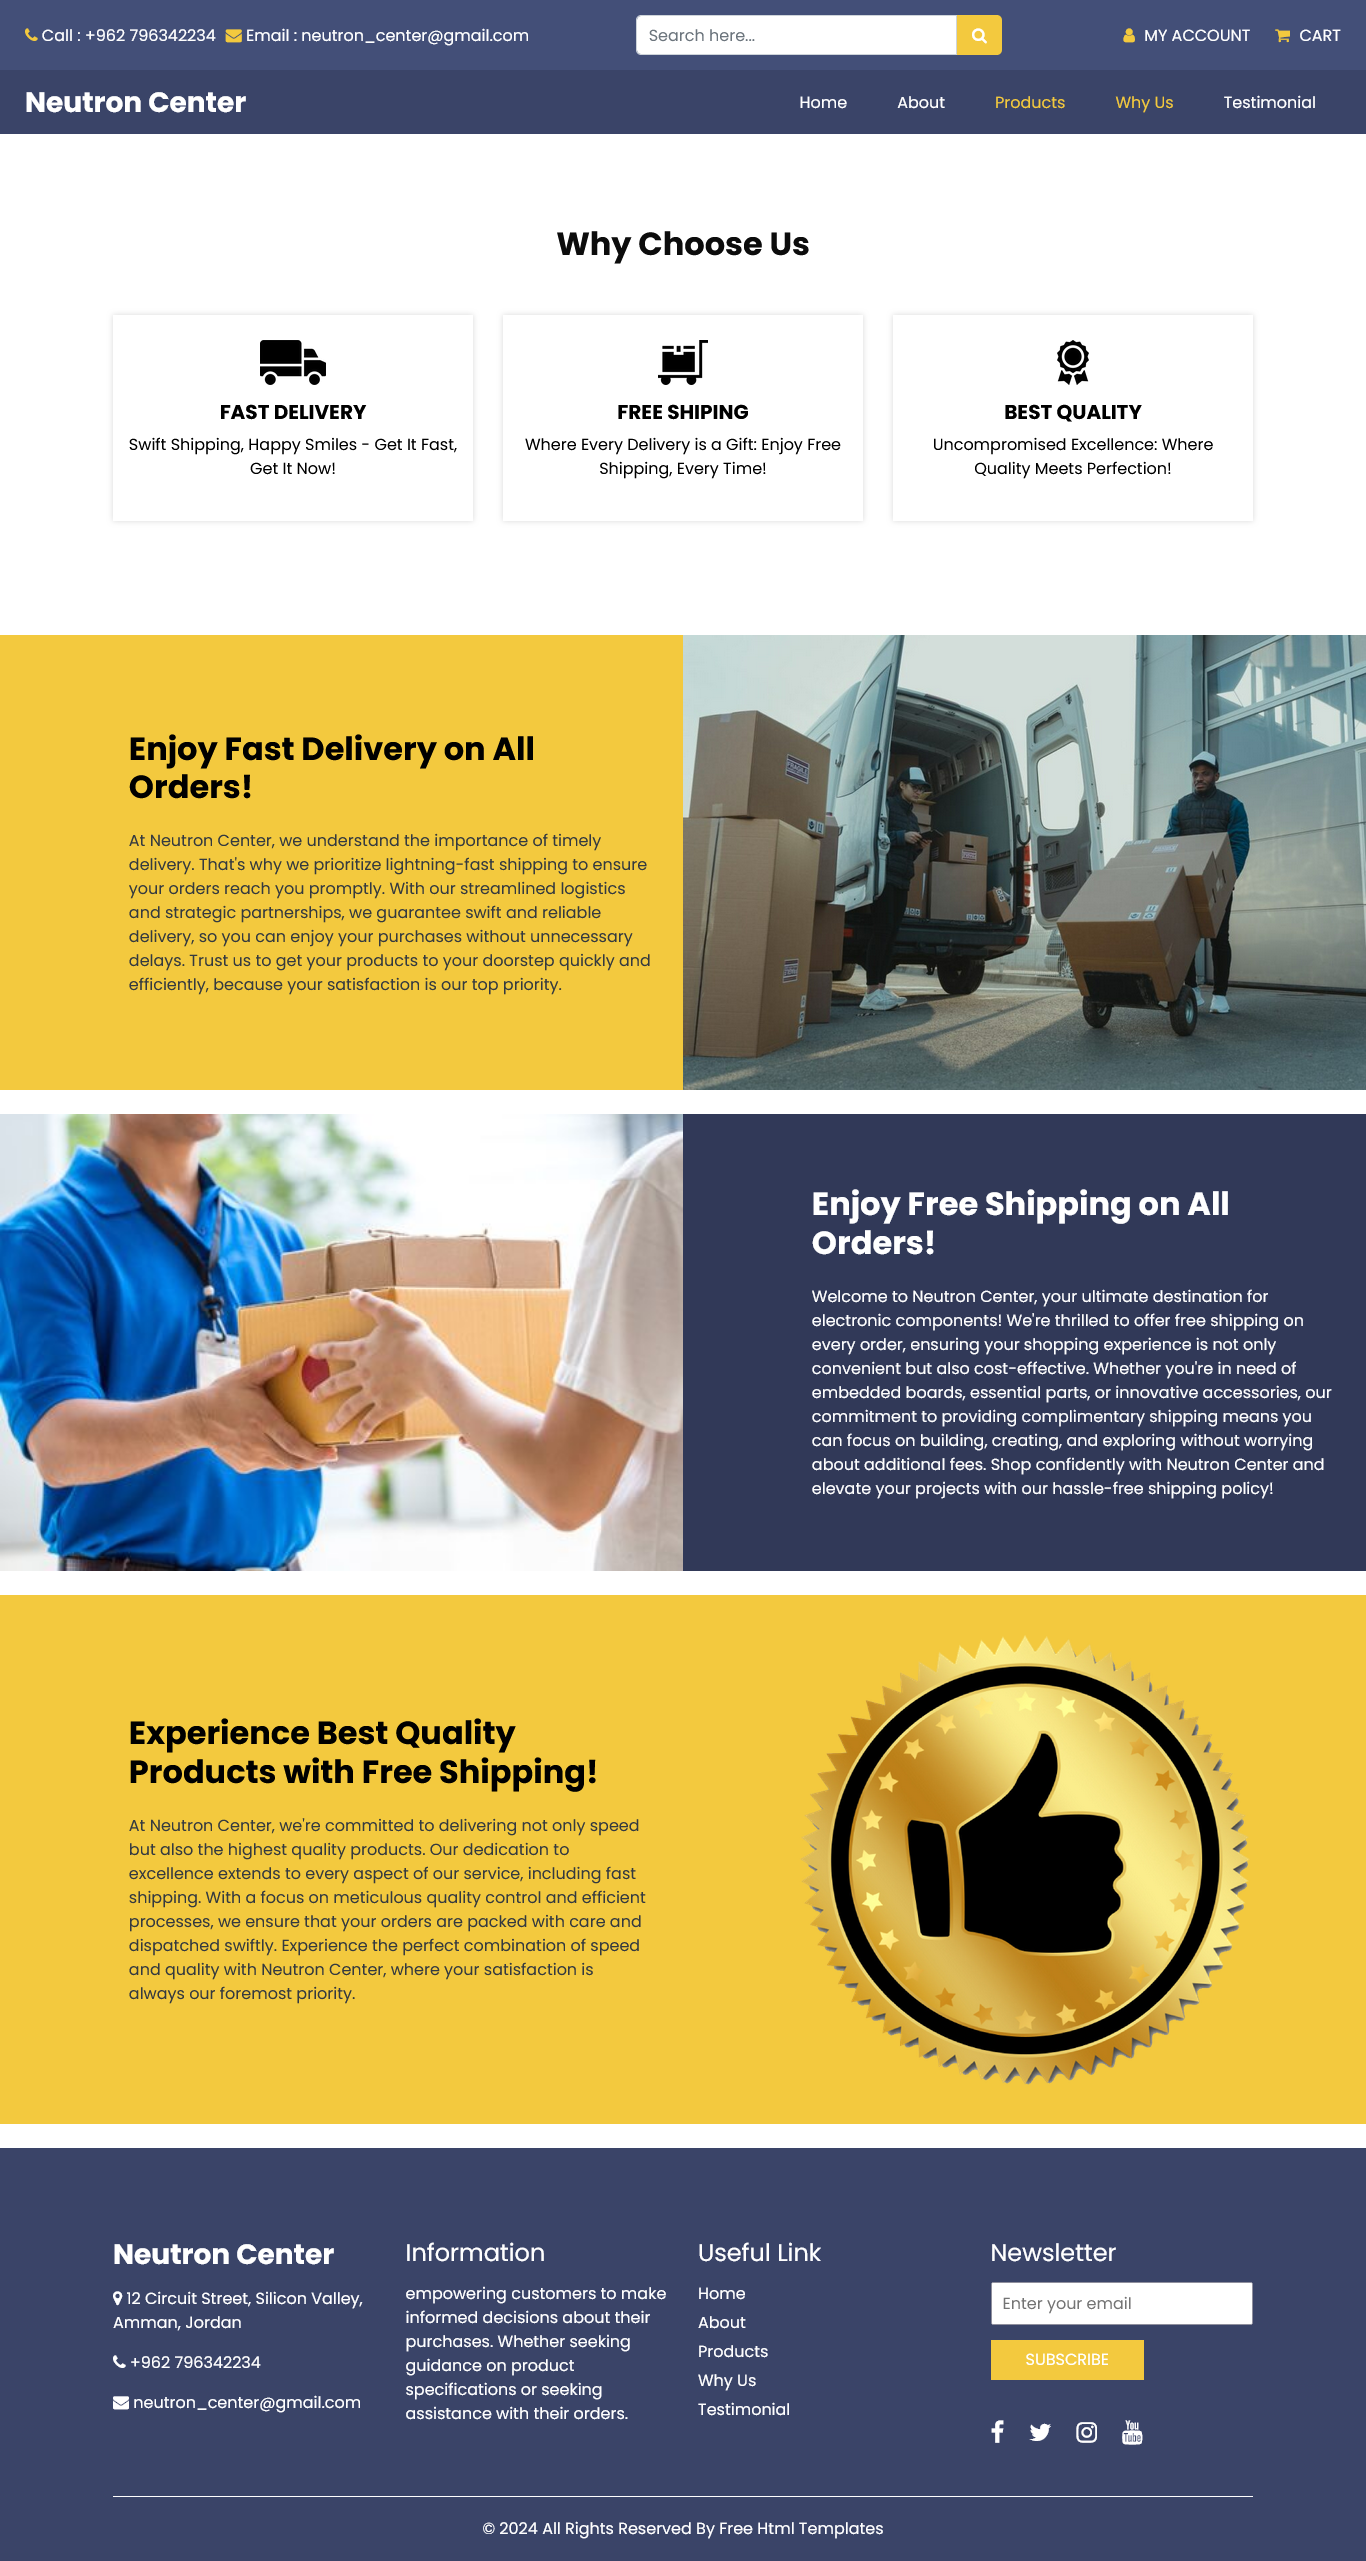 Call : +962 796342234 Email : neutron_center@gmail.com
Search here...
MY ACCOUNT CART
Neutron Center
Home About Products Why Us Testimonial
Why Choose Us
FAST DELIVERY
Swift Shipping, Happy Smiles - Get It Fast,
Get It Now!
FREE SHIPING
Where Every Delivery is a Gift: Enjoy Free
Shipping, Every Time!
BEST QUALITY
Uncompromised Excellence: Where
Quality Meets Perfection!
Enjoy Fast Delivery on All
Orders!
At Neutron Center, we understand the importance of timely
delivery. That's why we prioritize lightning-fast shipping to ensure
your orders reach you promptly. With our streamlined logistics
and strategic partnerships, we guarantee swift and reliable
delivery, so you can enjoy your purchases without unnecessary
delays. Trust us to get your products to your doorstep quickly and
efficiently, because your satisfaction is our top priority.
FRAGILE
Enjoy Free Shipping on All
Orders!
Welcome to Neutron Center, your ultimate destination for
electronic components! We're thrilled to offer free shipping on
every order, ensuring your shopping experience is not only
convenient but also cost-effective. Whether you're in need of
embedded boards, essential parts, or innovative accessories, our
commitment to providing complimentary shipping means you
can focus on building, creating, and exploring without worrying
about additional fees. Shop confidently with Neutron Center and
elevate your projects with our hassle-free shipping policy!
Experience Best Quality
Products with Free Shipping!
At Neutron Center, we're committed to delivering not only speed
but also the highest quality products. Our dedication to
excellence extends to every aspect of our service, including fast
shipping. With a focus on meticulous quality control and efficient
processes, we ensure that your orders are packed with care and
dispatched swiftly. Experience the perfect combination of speed
and quality with Neutron Center, where your satisfaction is
always our foremost priority.
Neutron Center
12 Circuit Street, Silicon Valley,
Amman, Jordan
+962 796342234
neutron_center@gmail.com
Information
empowering customers to make
informed decisions about their
purchases. Whether seeking
guidance on product
specifications or seeking
assistance with their orders.
Useful Link
Home
About
Products
Why Us
Testimonial
Newsletter
Enter your email
SUBSCRIBE
You
Tube
© 2024 All Rights Reserved By Free Html Templates